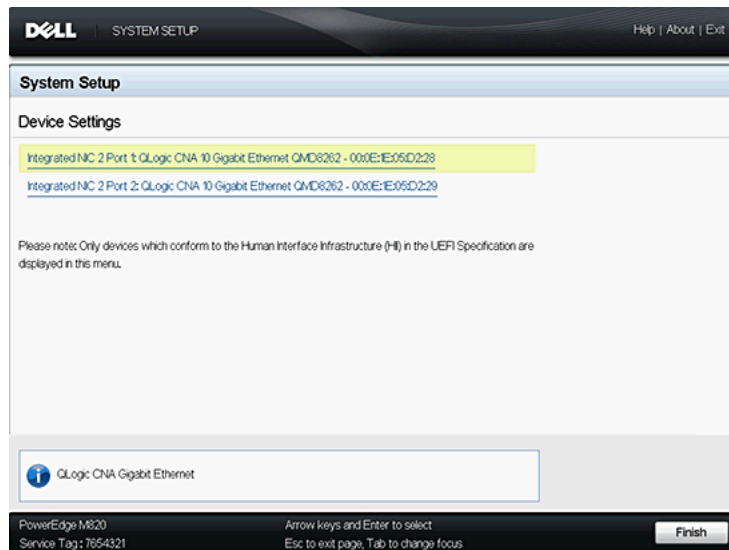 DELL SYSTEM SETUP Help | About | Exit
System Setup
Device Settings
Integrated NIC 2 Port 1: QLogic CNA 10 Gigabit Ethernet QMD8262 - 00:0E:1E:05:D2:28
Integrated NIC 2 Port 2: QLogic CNA 10 Gigabit Ethernet QMD8262 - 00:0E:1E:05:D2:29
Please note: Only devices which conform to the Human Interface Infrastructure (HII) in the UEFI Specification are
displayed in this menu.
QLogic CNA Gigabit Ethernet
PowerEdge M820 Arrow keys and Enter to select
Service Tag : 7654321 Esc to exit page, Tab to change focus
Finish